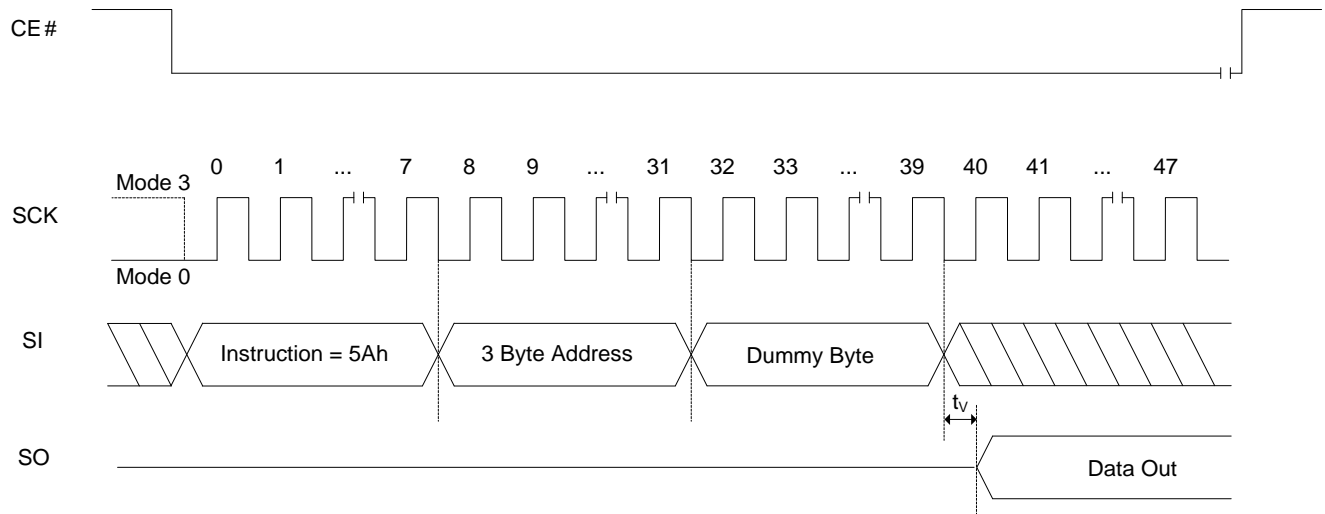 CE#
0 1 ... 7 8 9 ... 31 32 33 ... 39 40 41 ... 47
Mode 3
SCK
Mode 0
SI
Instruction = 5Ah
3 Byte Address
Dummy Byte
tV
SO
Data Out